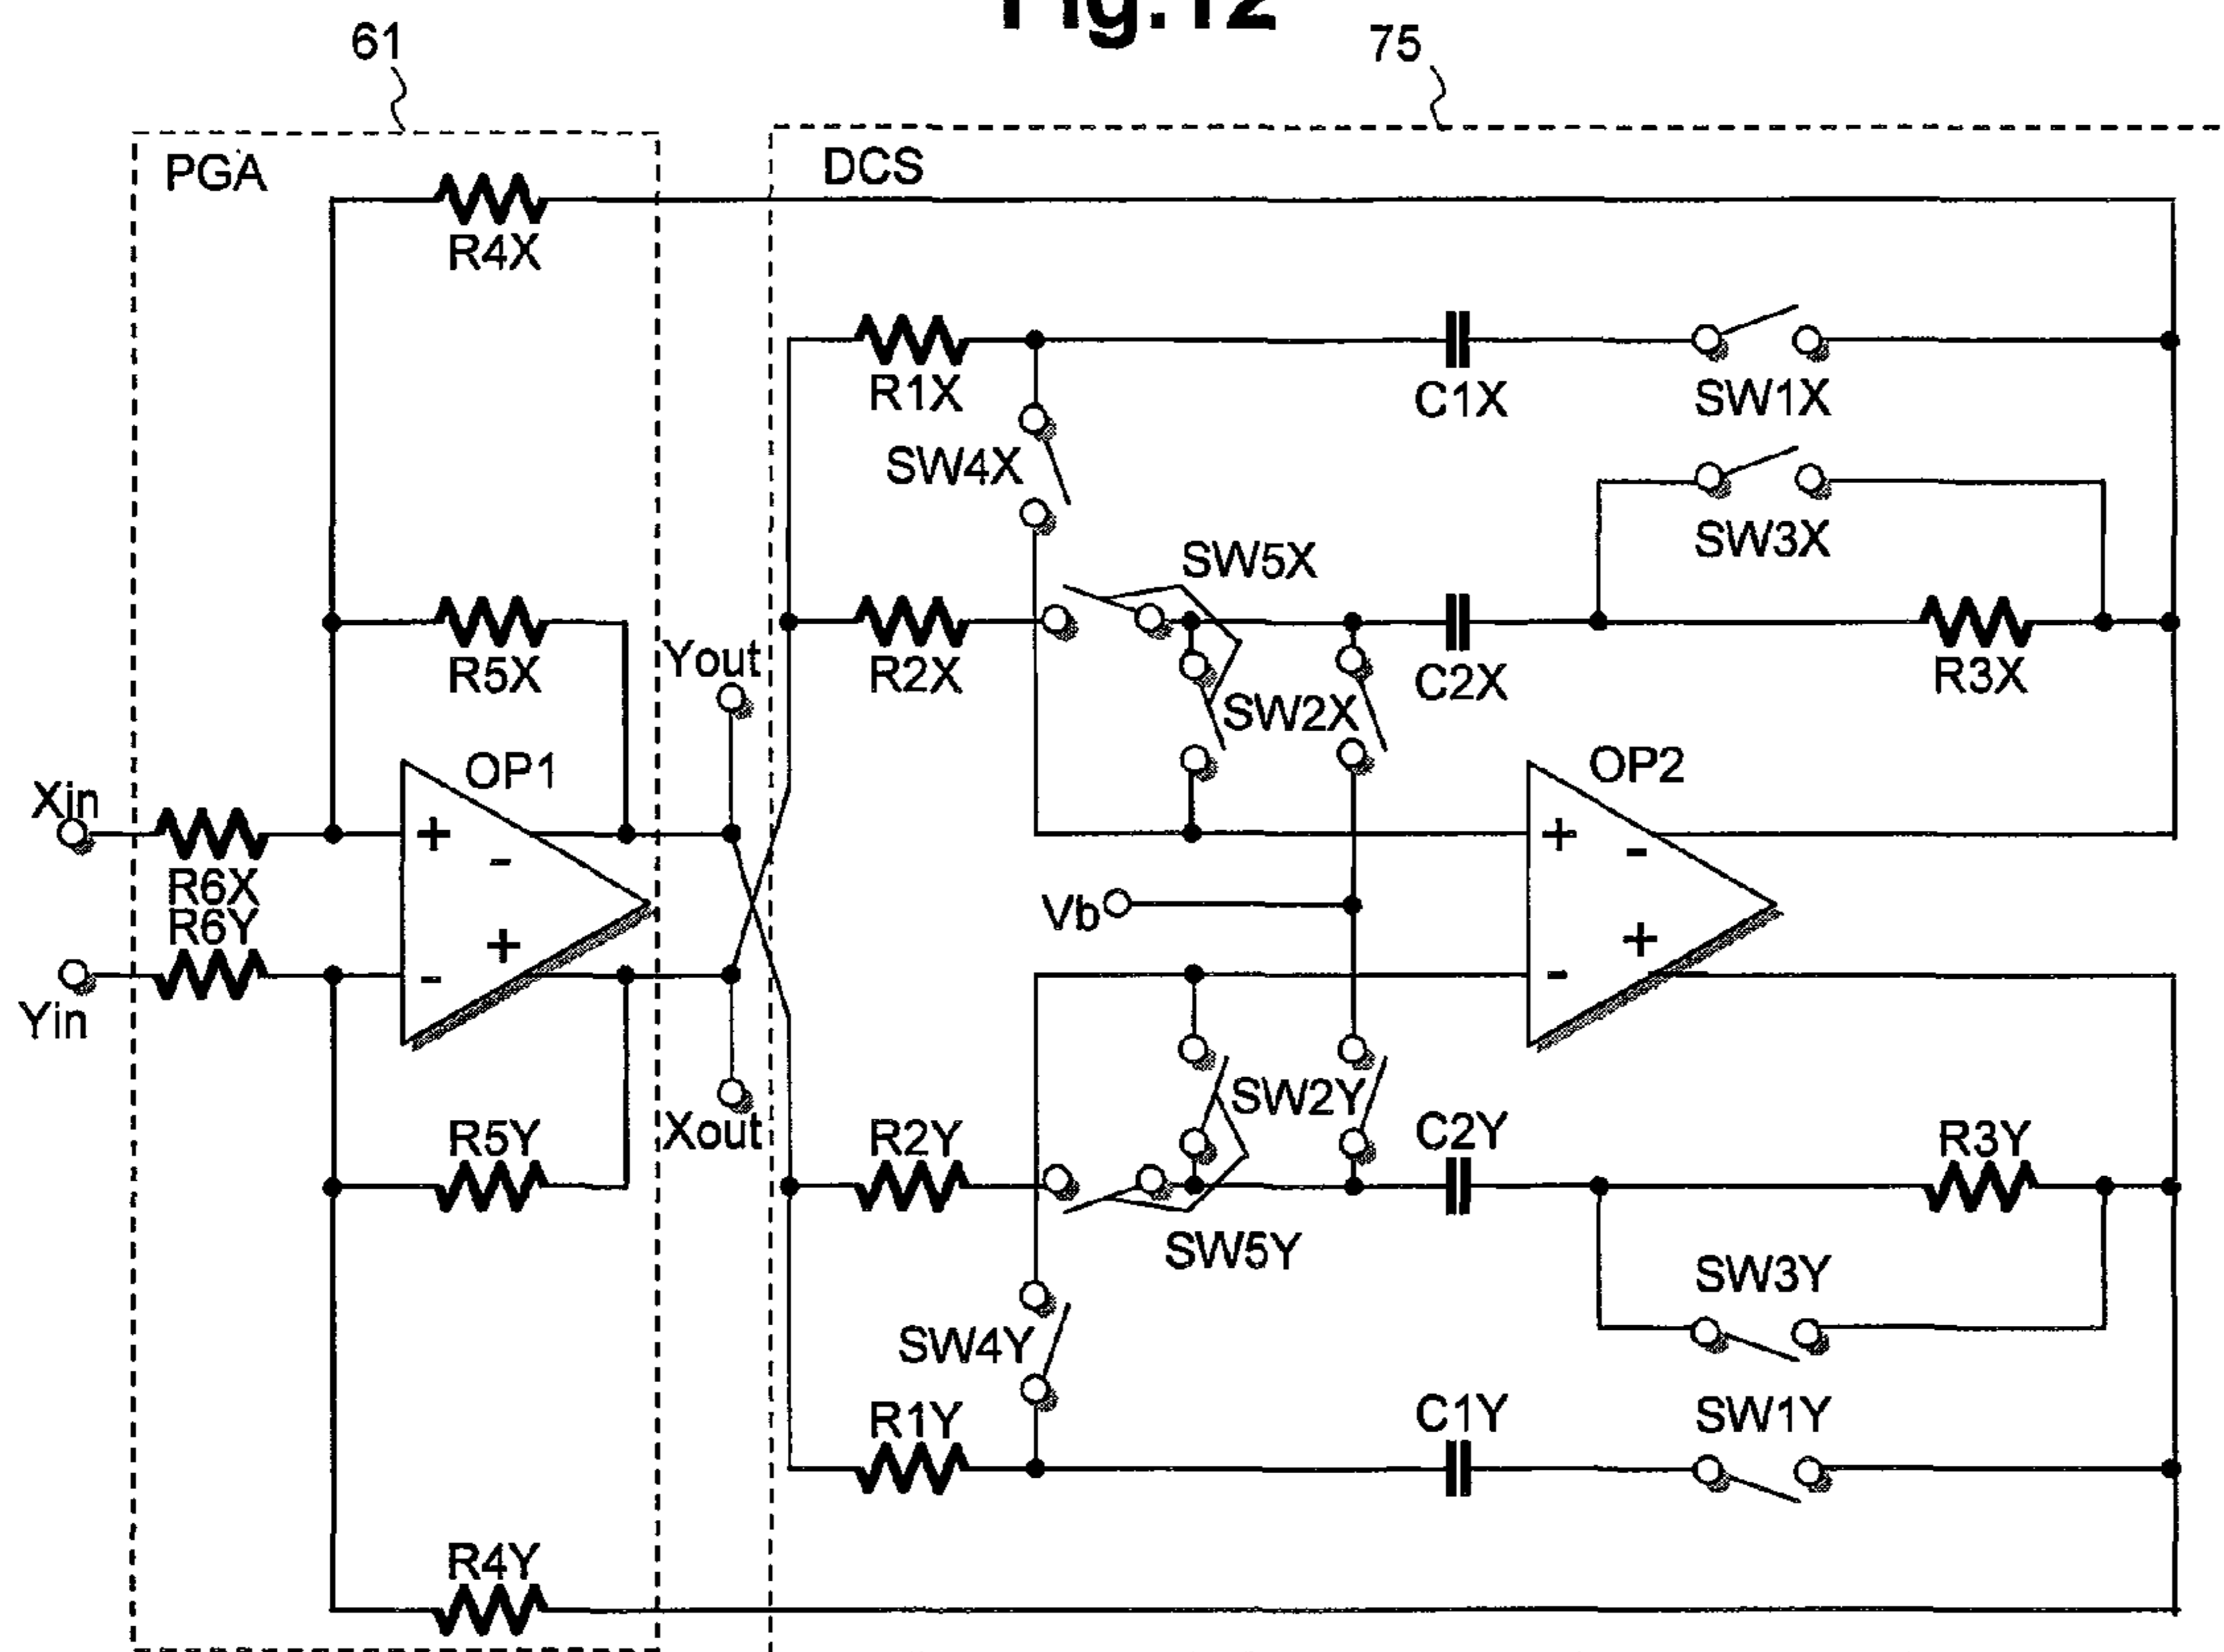 Fig.12
61
75
PGA
DCS
R4X
R1X
C1X
SW1X
SW4X
SW3X
SW5X
R5X
Yout
R2X
SW2X
C2X
R3X
Xin
OP1
OP2
+
-
+
-
R6X
R6Y
Vb
+
-
+
-
Yin
Xout
SW2Y
R5Y
R2Y
C2Y
R3Y
SW5Y
SW3Y
SW4Y
R1Y
C1Y
SW1Y
R4Y